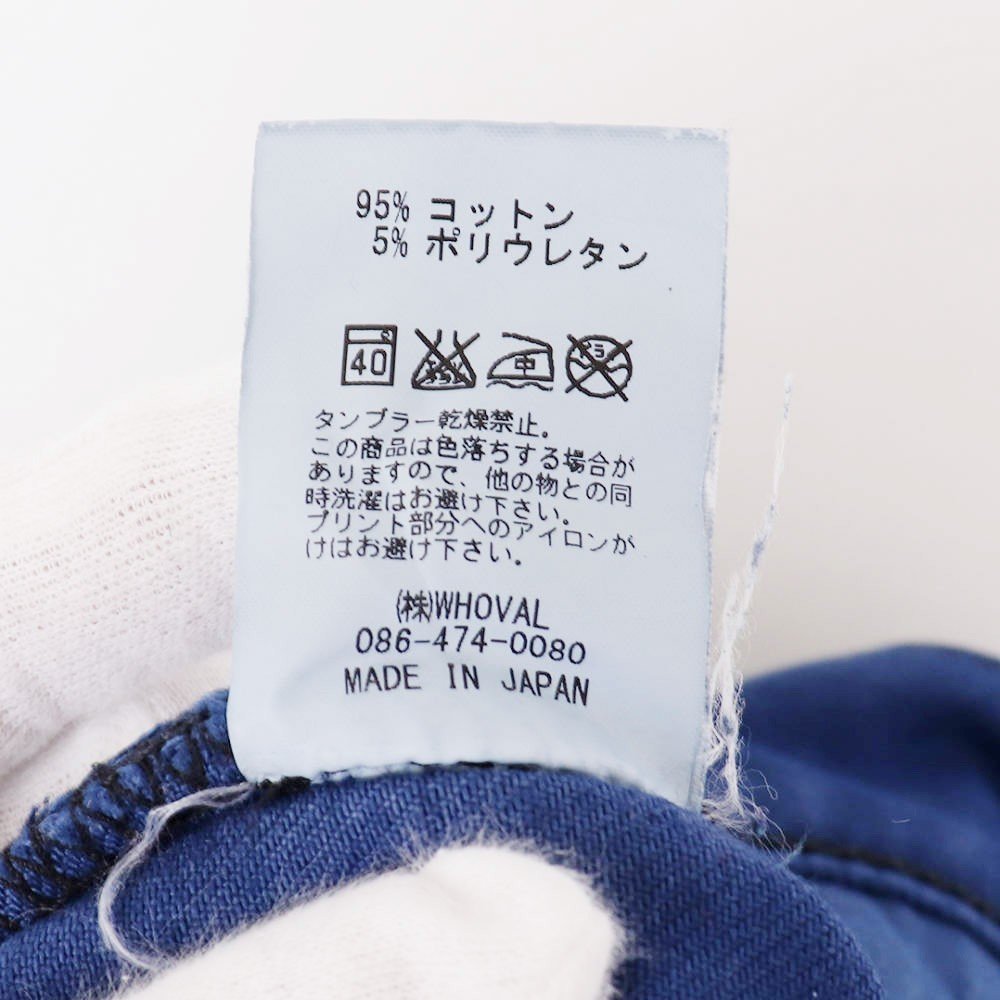 95% コットン
5% ポリウレタン
40 中
タンブラー乾燥禁止。
この商品は色落ちする場合が
ありますので、他の物との同
時洗濯はお避け下さい。
プリント部分へのアイロンが
けはお避け下さい。
(株)WHOVAL
086-474-0080
MADE IN JAPAN